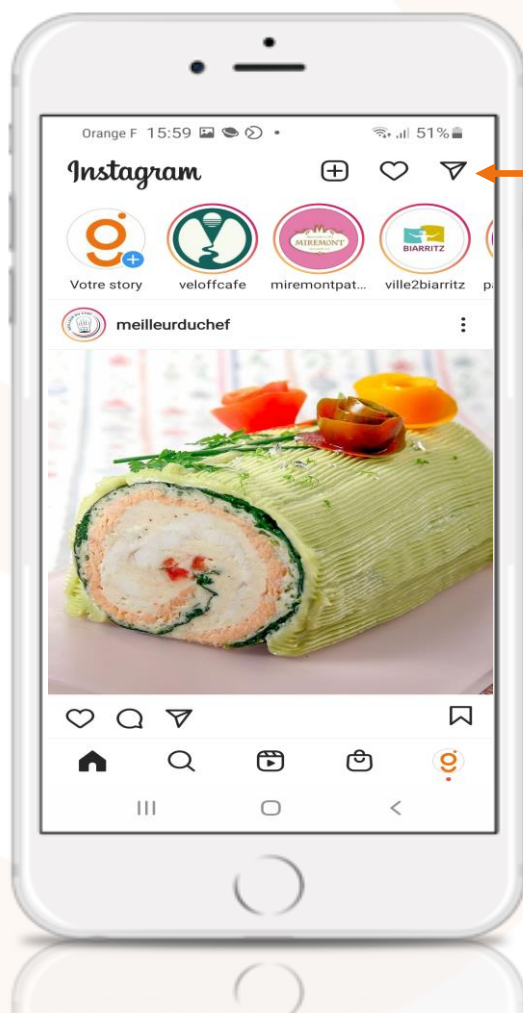 Orange F 15:59 51%
Instagram
MIREMONT
BIARRITZ
Votre story veloffcafe miremontpat... ville2biarritz
meilleurduchef